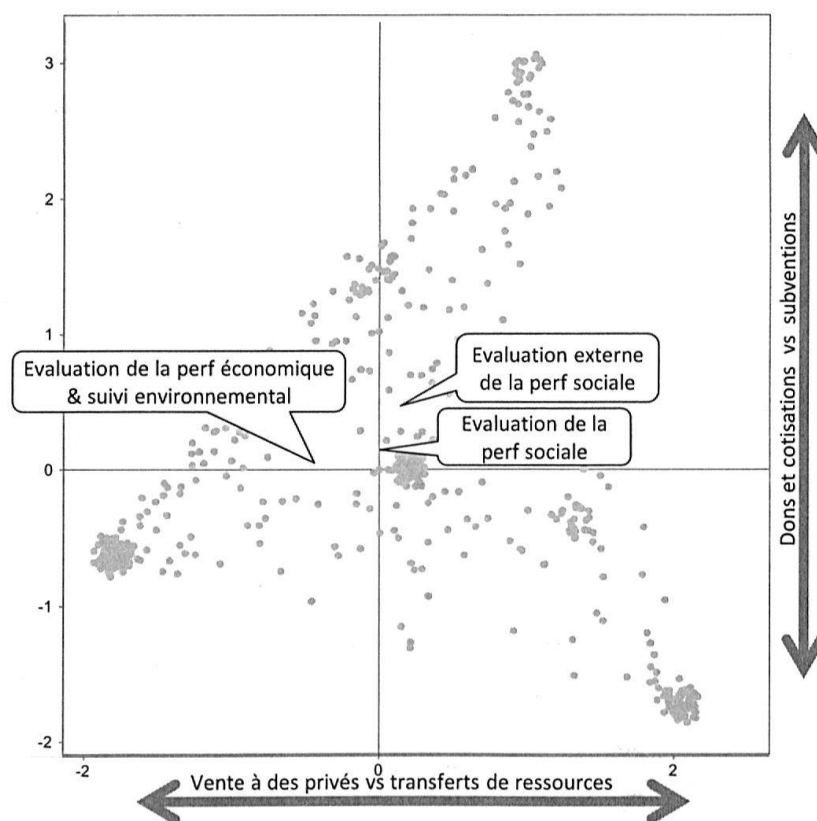 3
2
1
0
-1
-2
Evaluation de la perf économique
& suivi environnemental
Evaluation externe
de la perf sociale
Evaluation de la
perf sociale
-2
0
2
Vente à des privés vs transferts de ressources
Dons et cotisations vs subventions